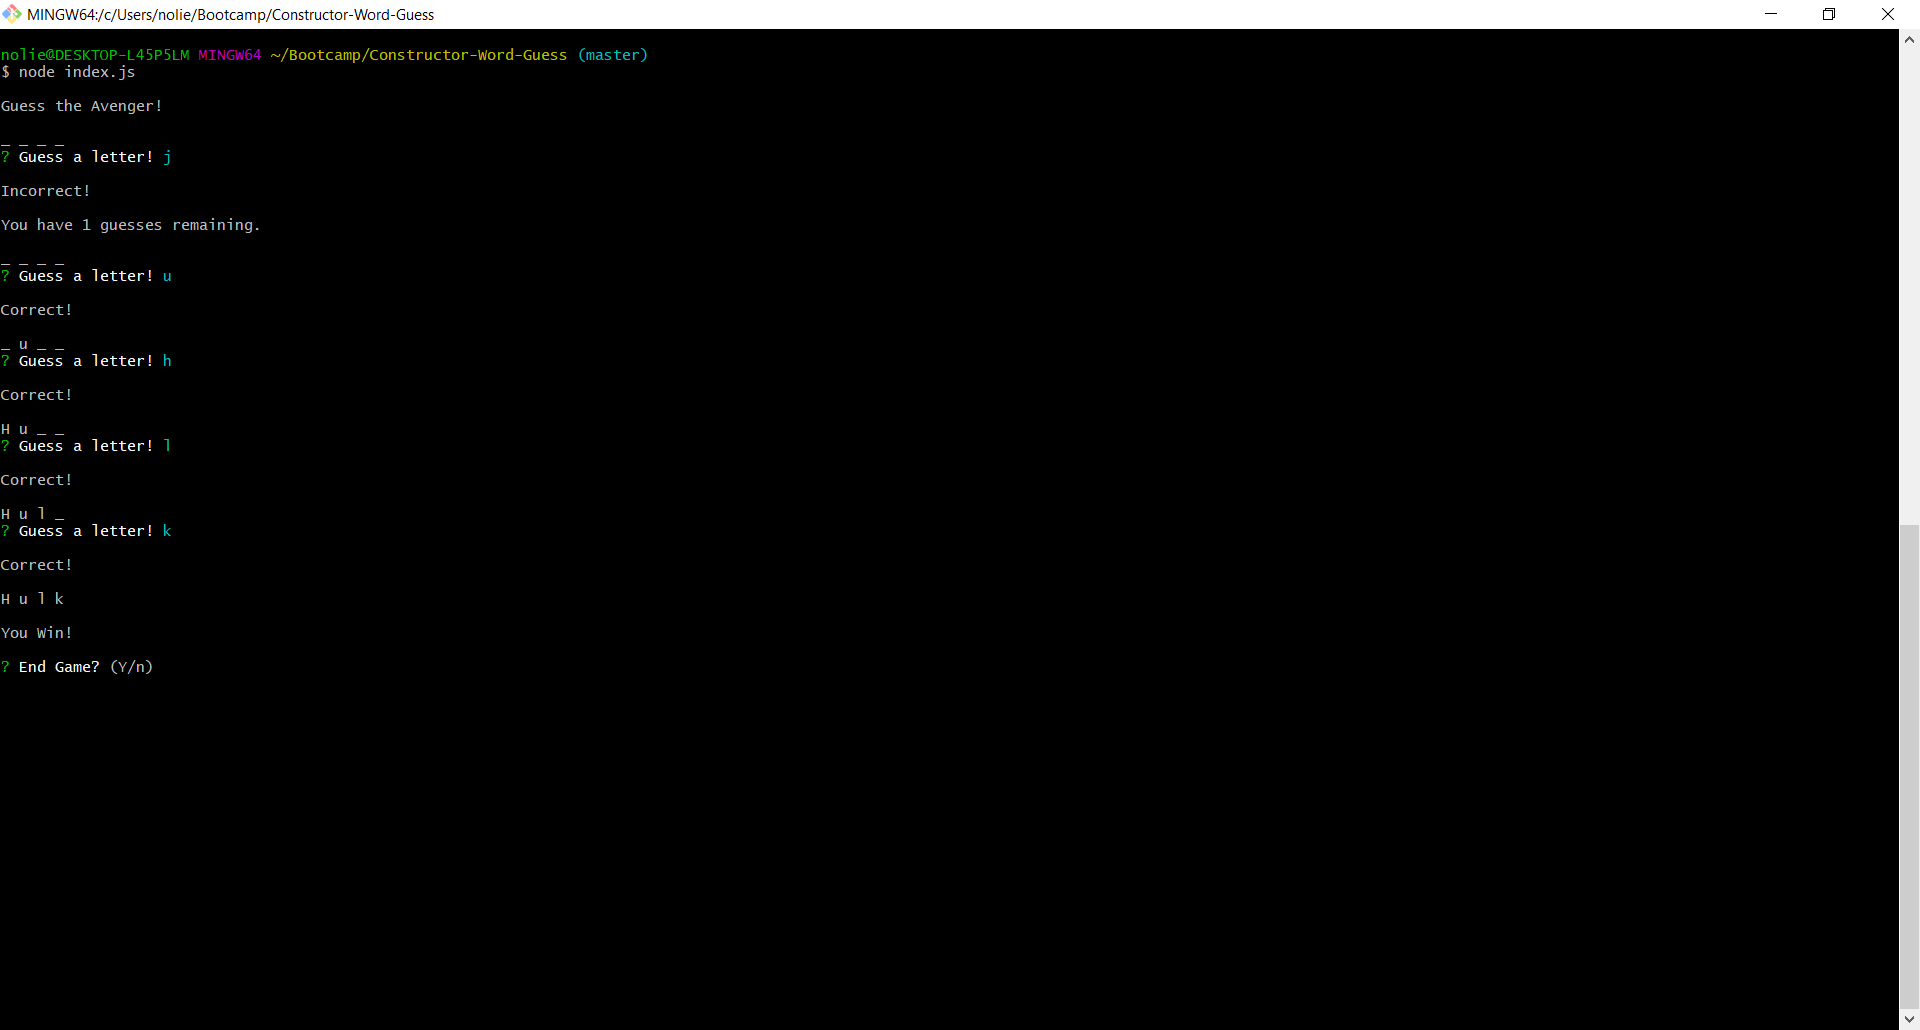 MINGW64:/c/Users/nolie/Bootcamp/Constructor-Word-Guess
nolie@DESKTOP-L45P5LM MINGW64 ~/Bootcamp/Constructor-Word-Guess (master)
$ node index.js
Guess the Avenger!
_ _ _ _
? Guess a letter! j
Incorrect!
You have 1 guesses remaining.
_ _ _ _
? Guess a letter! u
Correct!
_ u _ _
? Guess a letter! h
Correct!
H u _ _
? Guess a letter! l
Correct!
H u l _
? Guess a letter! k
Correct!
H u l k
You Win!
? End Game? (Y/n)